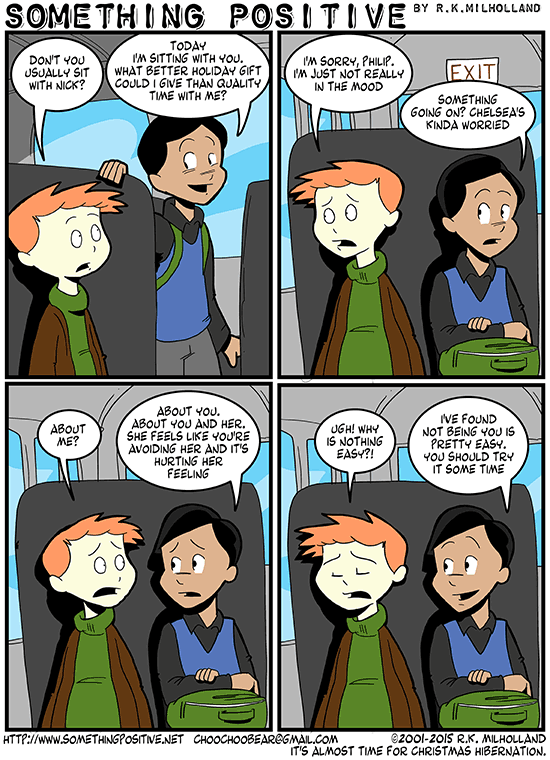 SOMETHING POSITIVE BY R.K.MILHOLLAND
DON'T YOU
USUALLY SIT
WITH NICK?
TODAY
I'M SITTING WITH YOU.
WHAT BETTER HOLIDAY GIFT
COULD I GIVE THAN QUALITY
TIME WITH ME?
I'M SORRY, PHILIP.
I'M JUST NOT REALLY
IN THE MOOD
EXIT
SOMETHING
GOING ON? CHELSEA'S
KINDA WORRIED
ABOUT
ME?
ABOUT YOU.
ABOUT YOU AND HER.
SHE FEELS LIKE YOU'RE
AVOIDING HER AND IT'S
HURTING HER
FEELING
UGH! WHY
IS NOTHING
EASY?!
I'VE FOUND
NOT BEING YOU IS
PRETTY EASY.
YOU SHOULD TRY
IT SOME TIME
HTTP://WWW.SOMETHINGPOSITIVE.NET CHOOCHOOBEAR@GMAIL.COM ©2001-2015 R.K. MILHOLLAND
IT'S ALMOST TIME FOR CHRISTMAS HIBERNATION.